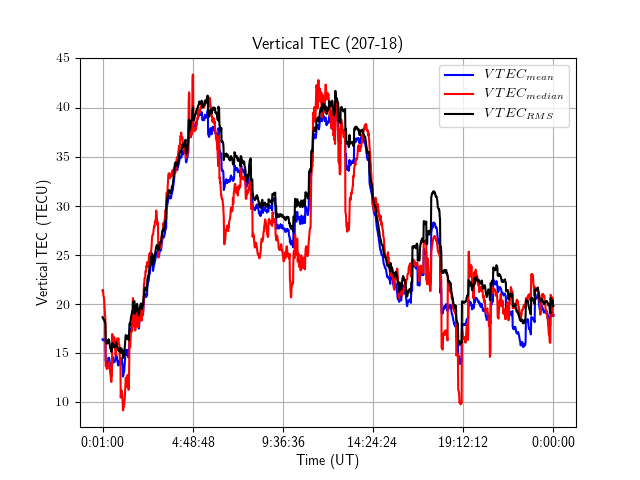 Vertical TEC (207-18)
VTEC_mean
VTEC_median
VTEC_RMS
Vertical TEC (TECU)
45
40
35
30
25
20
15
10
0:01:00 4:48:48 9:36:36 14:24:24 19:12:12 0:00:00
Time (UT)